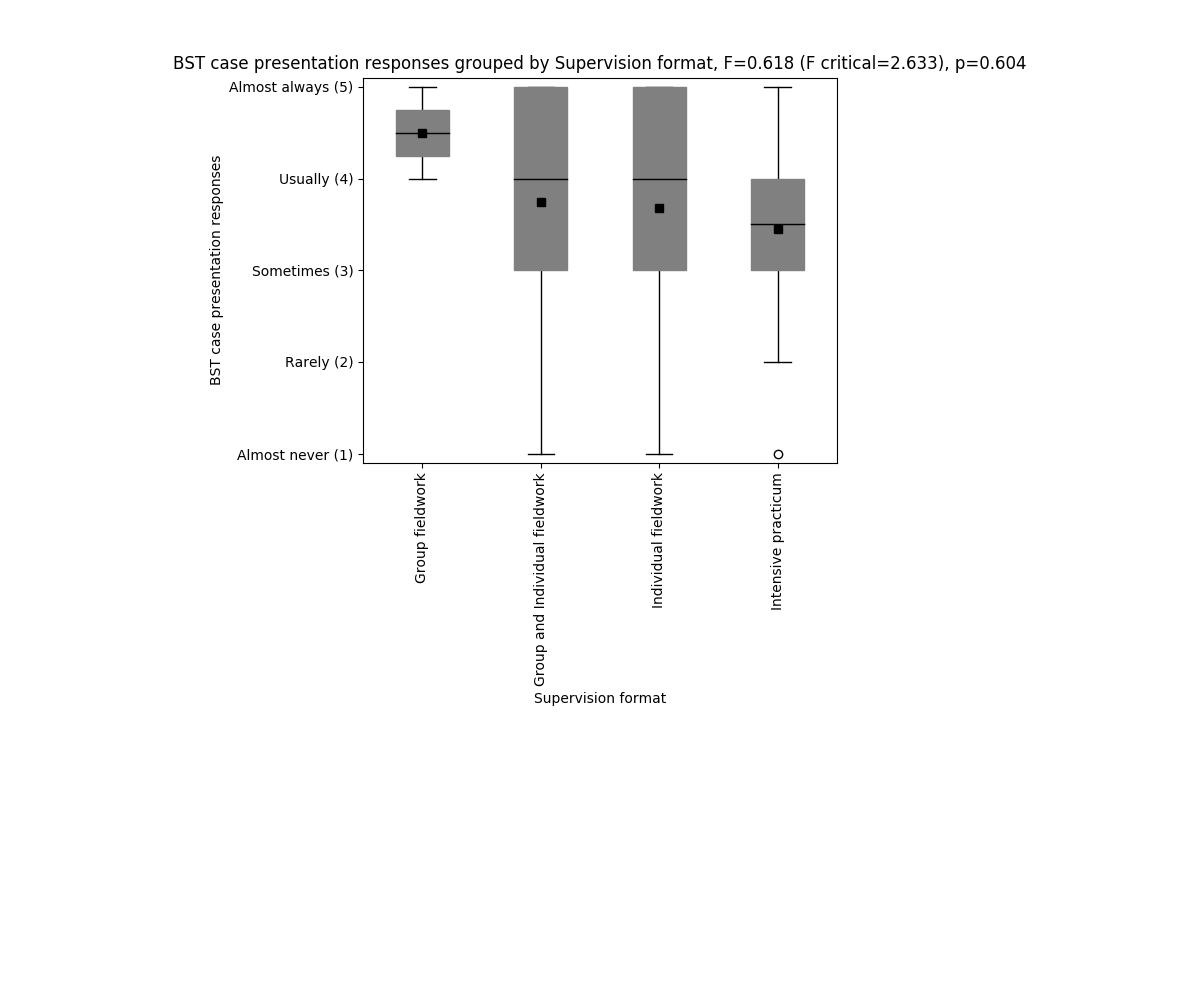 BST case presentation responses grouped by Supervision format, F=0.618 (F critical=2.633), p=0.604
BST case presentation responses
Almost always (5)
Usually (4)
Sometimes (3)
Rarely (2)
Almost never (1)
Group fieldwork
Group and Individual fieldwork
Individual fieldwork
Intensive practicum
Supervision format